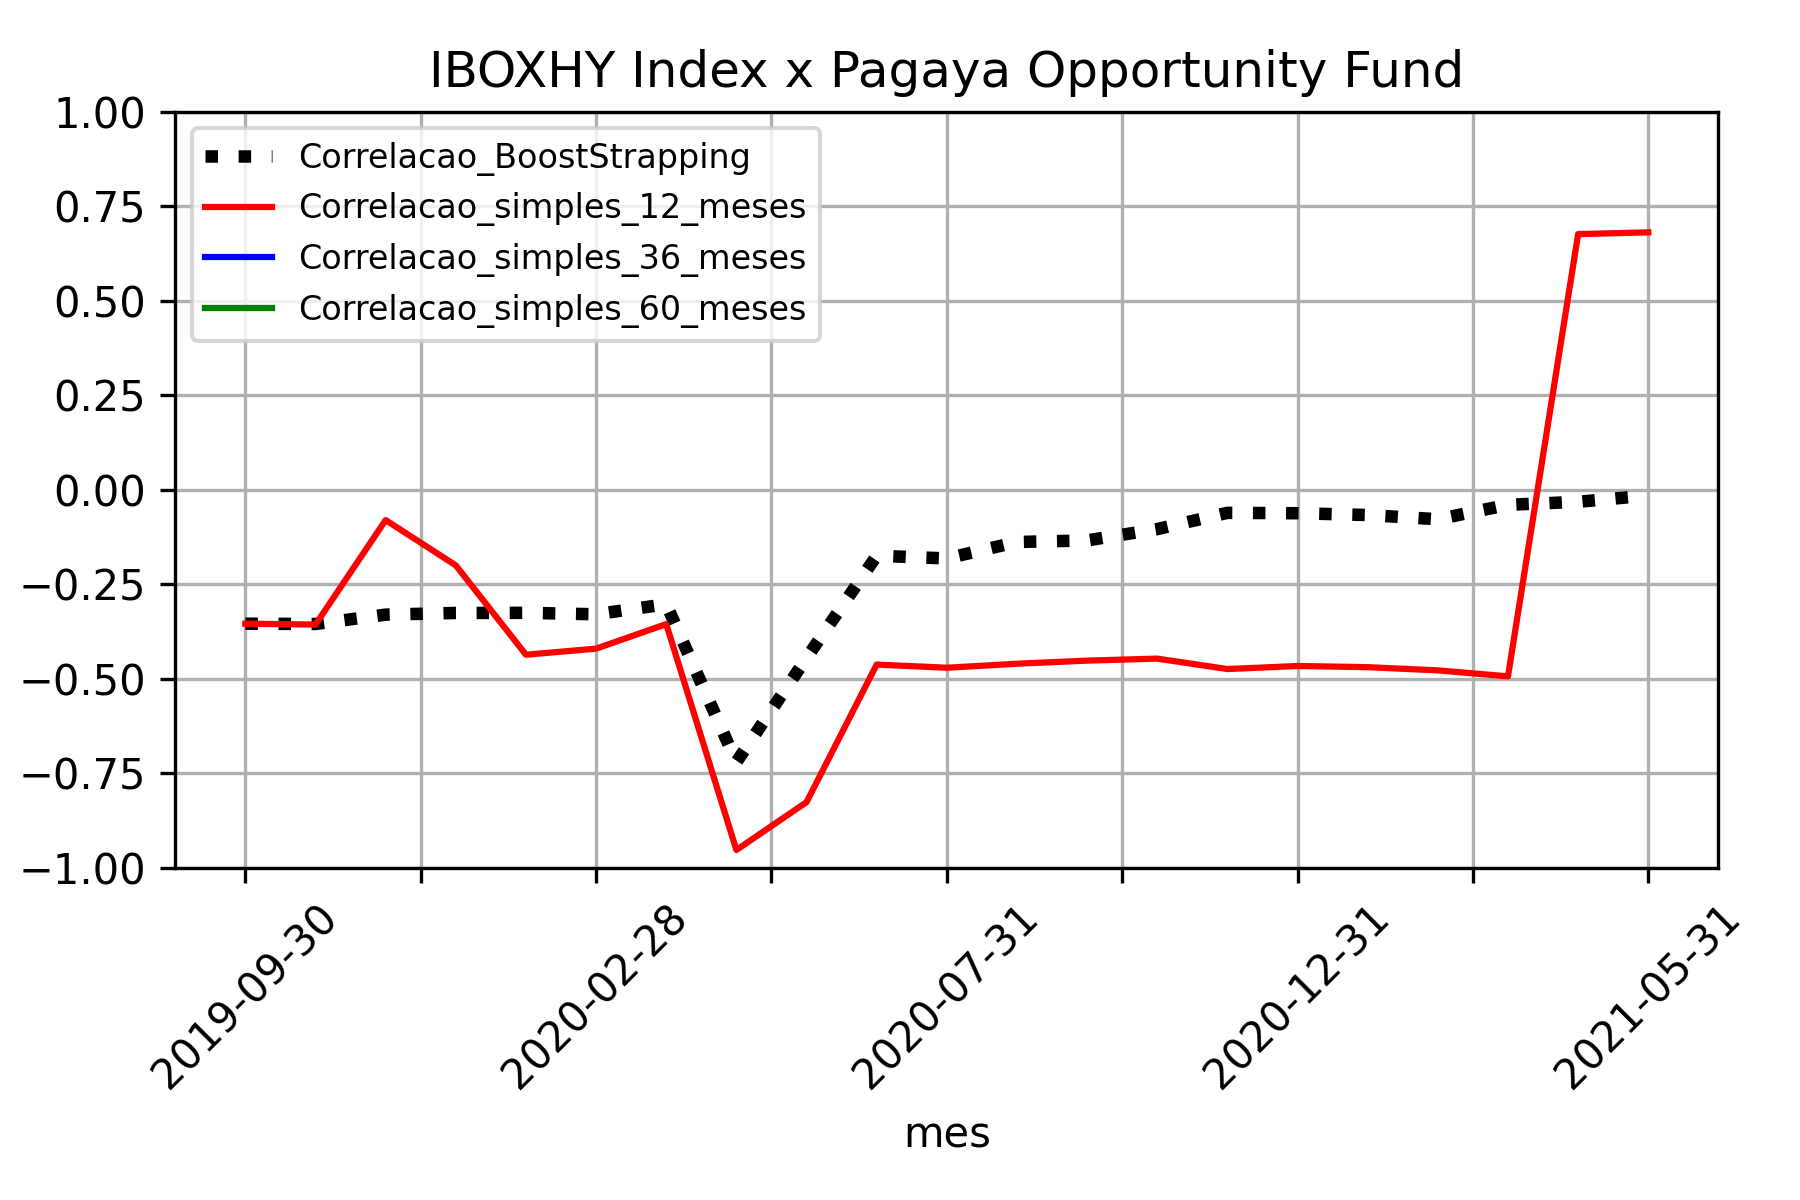 IBOXHY Index x Pagaya Opportunity Fund
1.00
0.75
0.50
0.25
0.00
−0.25
−0.50
−0.75
−1.00
Correlacao_BoostStrapping
Correlacao_simples_12_meses
Correlacao_simples_36_meses
Correlacao_simples_60_meses
2019-09-30
2020-02-28
2020-07-31
2020-12-31
2021-05-31
mes